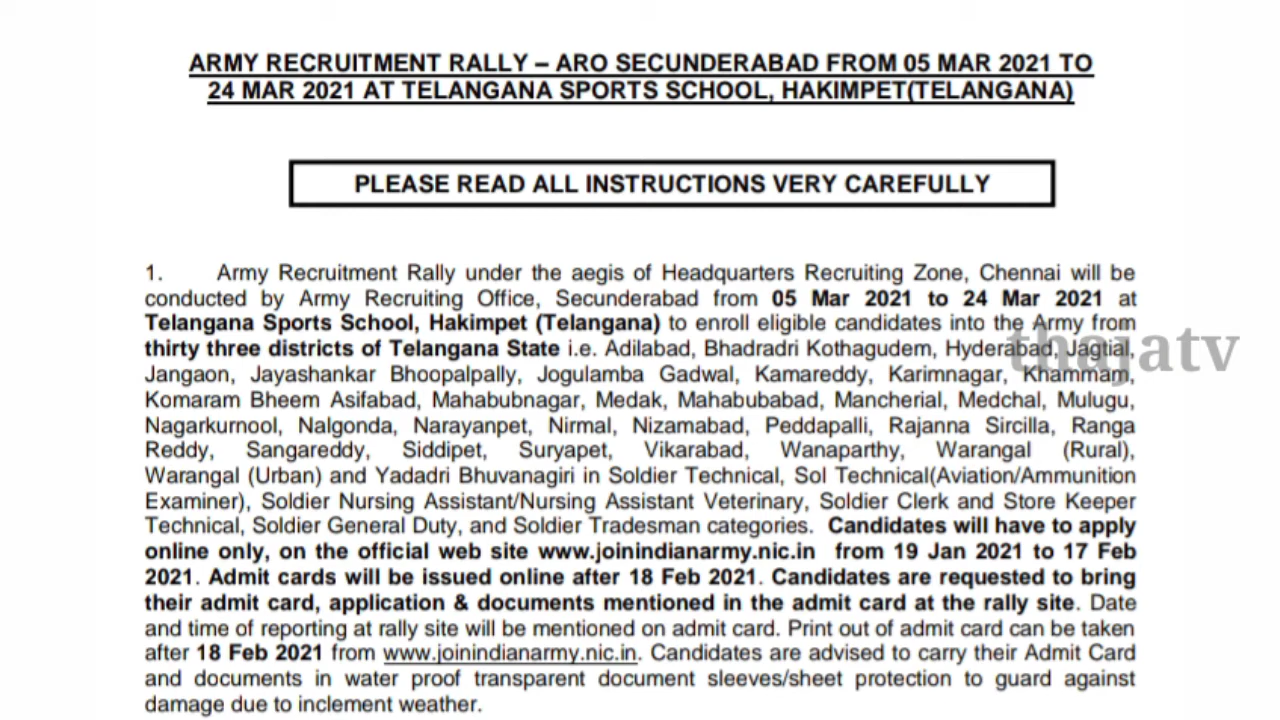 ARMY RECRUITMENT RALLY – ARO SECUNDERABAD FROM 05 MAR 2021 TO
24 MAR 2021 AT TELANGANA SPORTS SCHOOL, HAKIMPET(TELANGANA)
PLEASE READ ALL INSTRUCTIONS VERY CAREFULLY
1. Army Recruitment Rally under the aegis of Headquarters Recruiting Zone, Chennai will be
conducted by Army Recruiting Office, Secunderabad from 05 Mar 2021 to 24 Mar 2021 at
Telangana Sports School, Hakimpet (Telangana) to enroll eligible candidates into the Army from
thirty three districts of Telangana State i.e. Adilabad, Bhadradri Kothagudem, Hyderabad, Jagtial,
thajatv
Jangaon, Jayashankar Bhoopalpally, Jogulamba Gadwal, Kamareddy, Karimnagar, Khammam,
Komaram Bheem Asifabad, Mahabubnagar, Medak, Mahabubabad, Mancherial, Medchal, Mulugu,
Nagarkurnool, Nalgonda, Narayanpet, Nirmal, Nizamabad, Peddapalli, Rajanna Sircilla, Ranga
Reddy, Sangareddy, Siddipet, Suryapet, Vikarabad, Wanaparthy, Warangal (Rural),
Warangal (Urban) and Yadadri Bhuvanagiri in Soldier Technical, Sol Technical(Aviation/Ammunition
Examiner), Soldier Nursing Assistant/Nursing Assistant Veterinary, Soldier Clerk and Store Keeper
Technical, Soldier General Duty, and Soldier Tradesman categories. Candidates will have to apply
online only, on the official web site www.joinindianarmy.nic.in from 19 Jan 2021 to 17 Feb
2021. Admit cards will be issued online after 18 Feb 2021. Candidates are requested to bring
their admit card, application & documents mentioned in the admit card at the rally site. Date
and time of reporting at rally site will be mentioned on admit card. Print out of admit card can be taken
after 18 Feb 2021 from www.joinindianarmy.nic.in. Candidates are advised to carry their Admit Card
and documents in water proof transparent document sleeves/sheet protection to guard against
damage due to inclement weather.